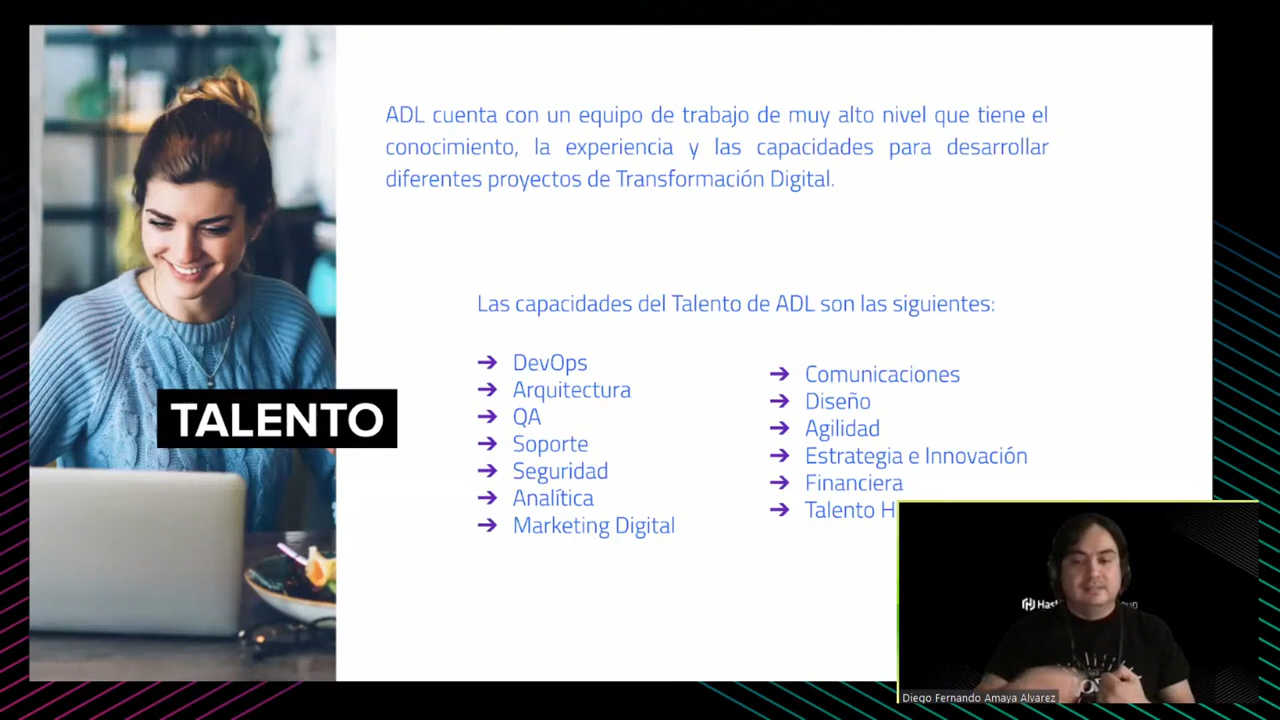 ADL cuenta con un equipo de trabajo de muy alto nivel que tiene el
conocimiento, la experiencia y las capacidades para desarrollar
diferentes proyectos de Transformación Digital.
Las capacidades del Talento de ADL son las siguientes:
TALENTO
→ DevOps
→ Arquitectura
→ QA
→ Soporte
→ Seguridad
→ Analítica
→ Marketing Digital
→ Comunicaciones
→ Diseño
→ Agilidad
→ Estrategia e Innovación
→ Financiera
→ Talento H
Diego Fernando Amaya Alvarez